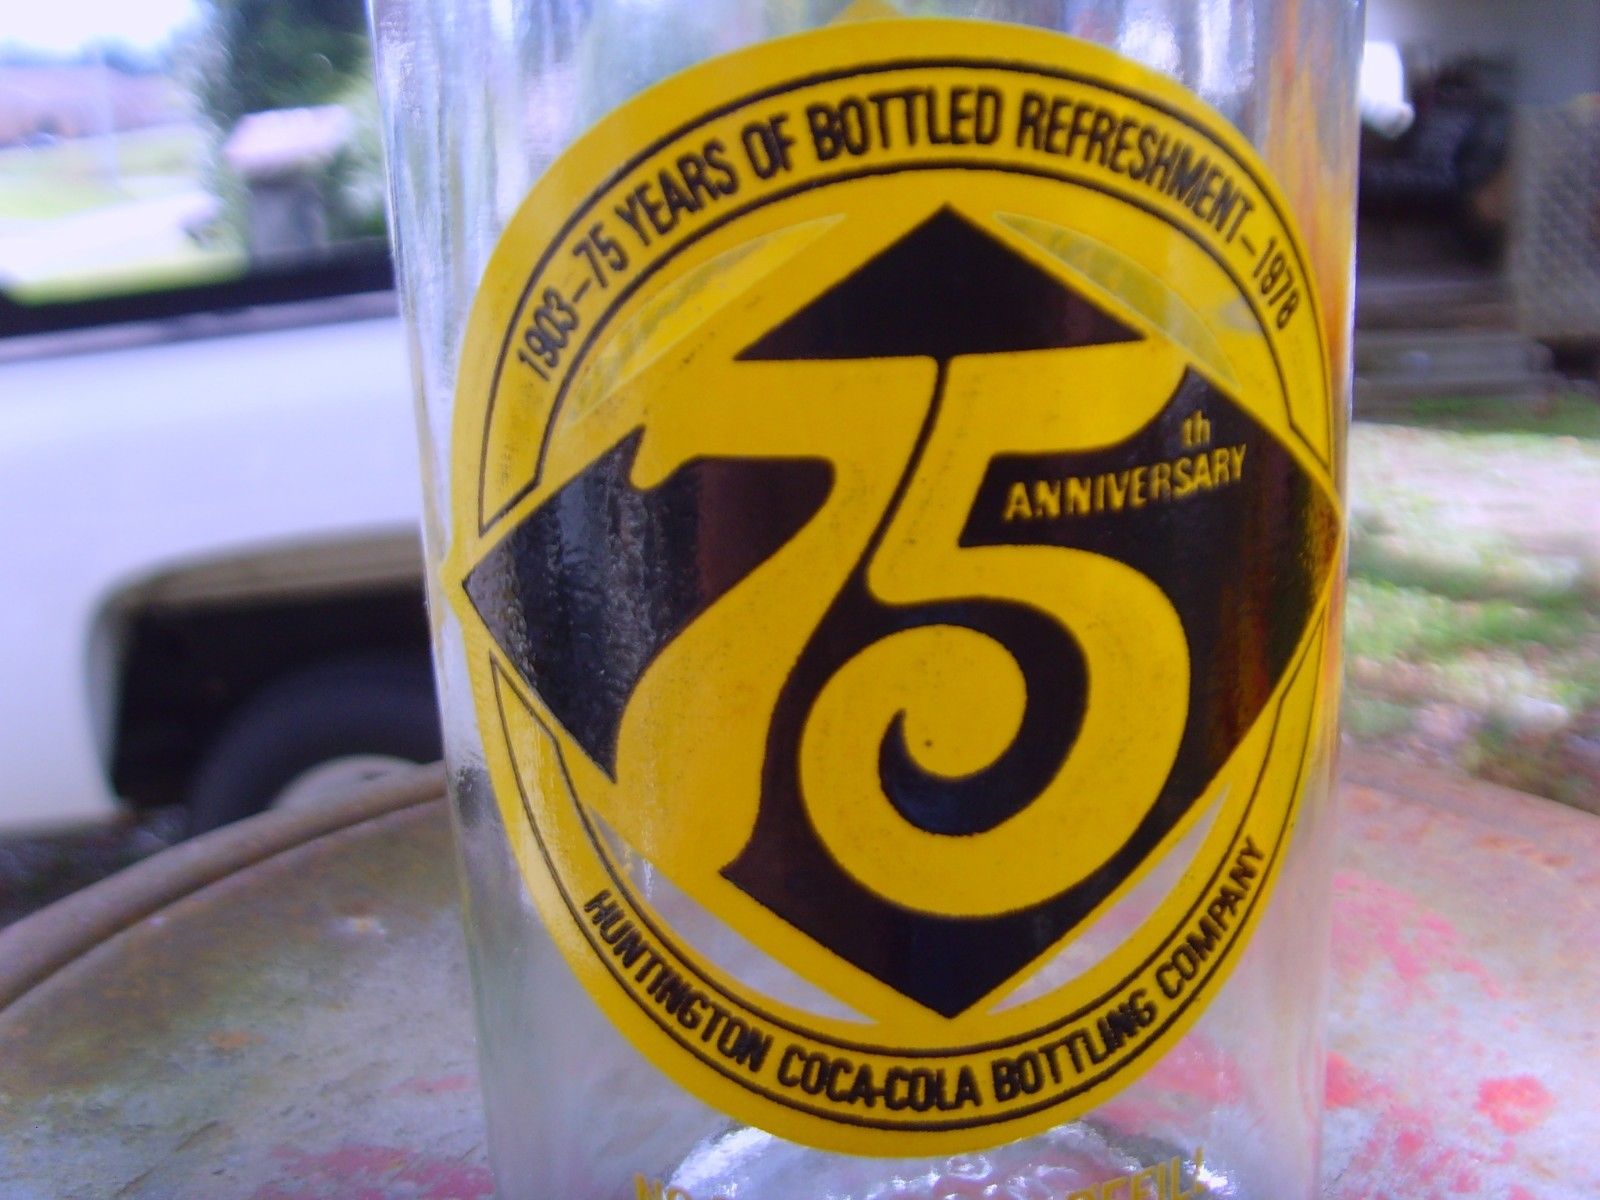 1903-75 YEARS OF BOTTLED REFRESHMENT-1978
75
th
ANNIVERSARY
HUNTINGTON COCA-COLA BOTTLING COMPANY